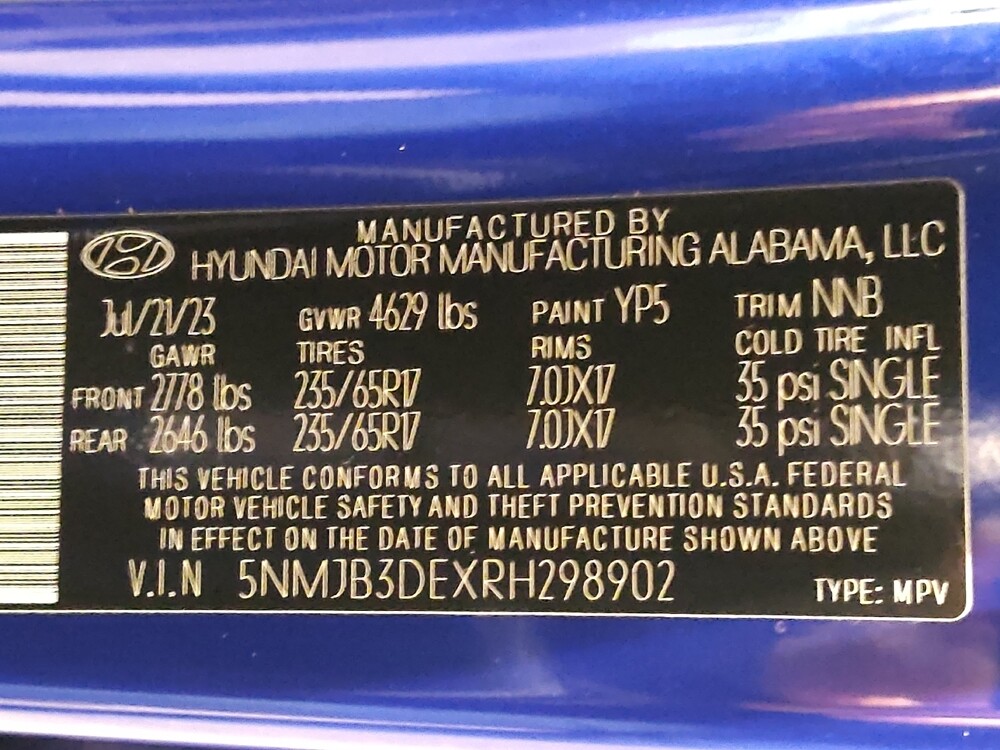 MANUFACTURED BY
HYUNDAI MOTOR MANUFACTURING ALABAMA, LLC
Jul/21/23 GVWR 4629 lbs PAINT YP5 TRIM NNB
GAWR TIRES RIMS COLD TIRE INFL
FRONT 2778 lbs 235/65R17 7.0JX17 35 psi SINGLE
REAR 2646 lbs 235/65R17 7.0JX17 35 psi SINGLE
THIS VEHICLE CONFORMS TO ALL APPLICABLE U.S.A. FEDERAL
MOTOR VEHICLE SAFETY AND THEFT PREVENTION STANDARDS
IN EFFECT ON THE DATE OF MANUFACTURE SHOWN ABOVE
V.I.N 5NMJB3DEXRH298902 TYPE: MPV